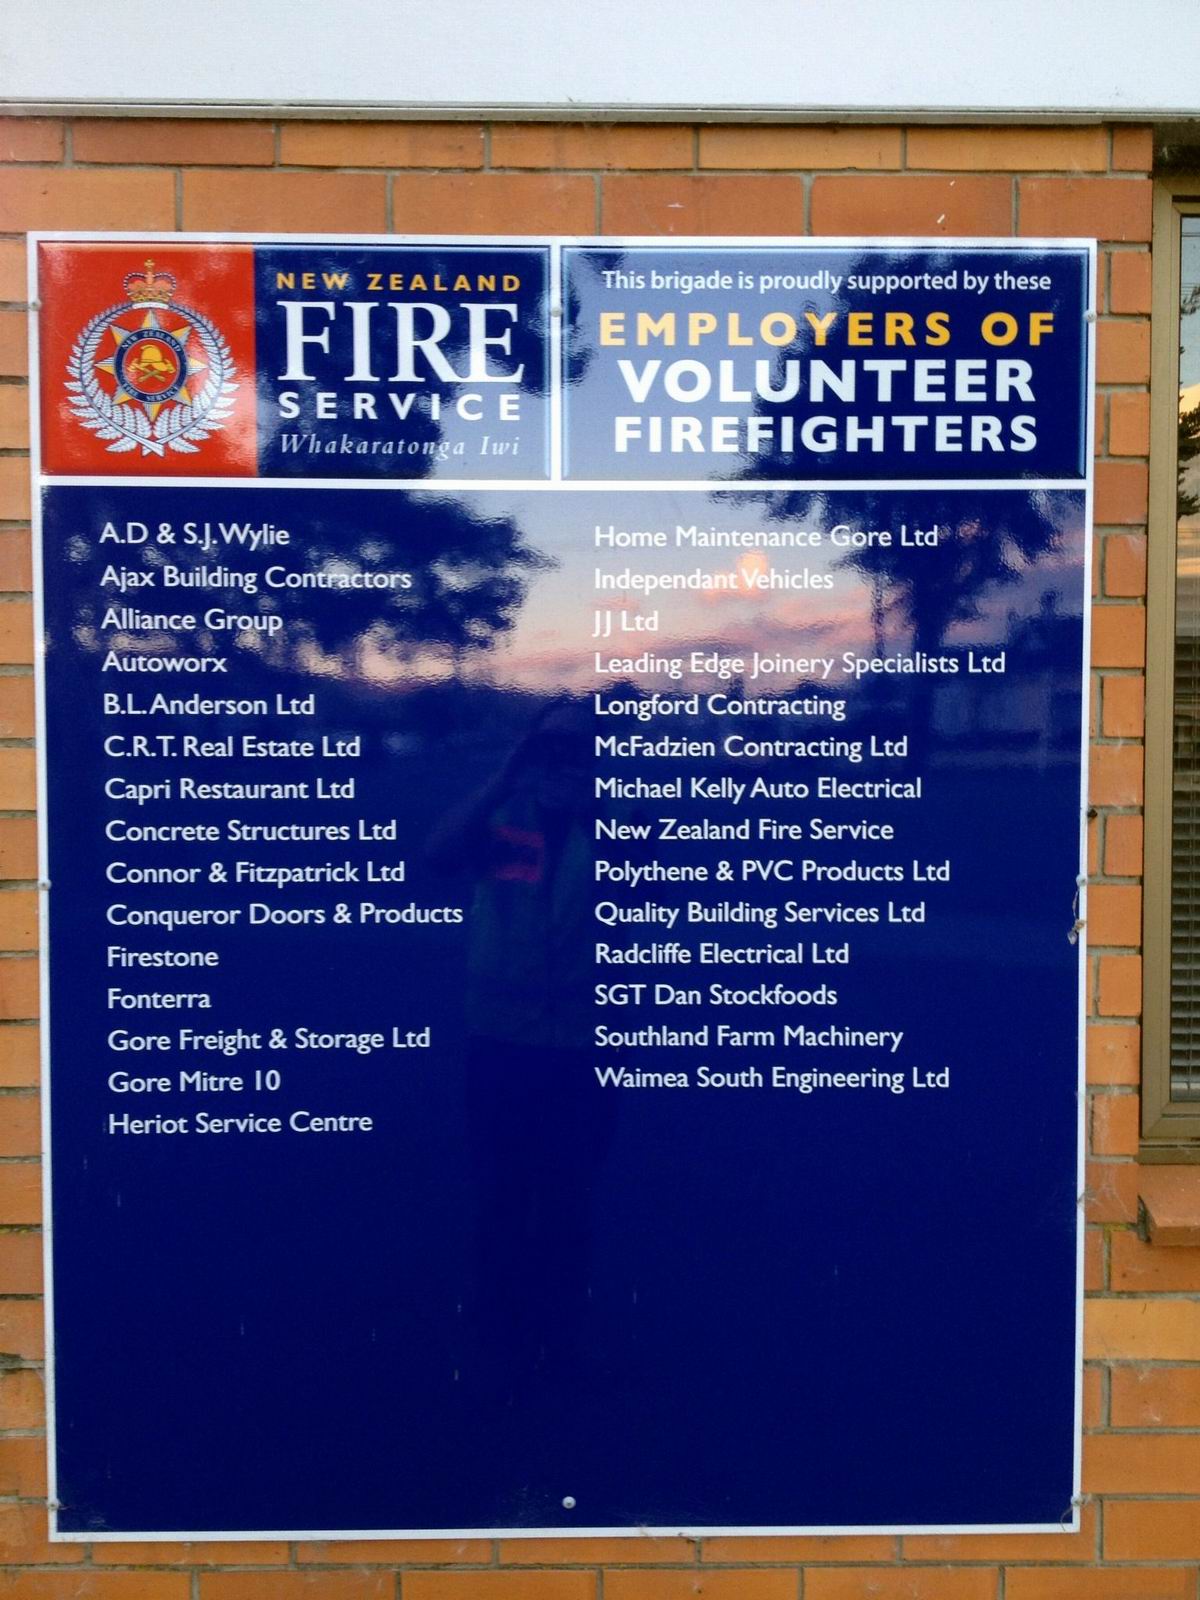 NEW ZEALAND
FIRE
SERVICE
Whakaratonga Iwi
NEW ZEALAND
FIRE SERVICE
This brigade is proudly supported by these
EMPLOYERS OF
VOLUNTEER
FIREFIGHTERS
A.D & S.J. Wylie
Ajax Building Contractors
Alliance Group
Autoworx
B.L. Anderson Ltd
C.R.T. Real Estate Ltd
Capri Restaurant Ltd
Concrete Structures Ltd
Connor & Fitzpatrick Ltd
Conqueror Doors & Products
Firestone
Fonterra
Gore Freight & Storage Ltd
Gore Mitre 10
Heriot Service Centre
Home Maintenance Gore Ltd
Independant Vehicles
JJ Ltd
Leading Edge Joinery Specialists Ltd
Longford Contracting
McFadzien Contracting Ltd
Michael Kelly Auto Electrical
New Zealand Fire Service
Polythene & PVC Products Ltd
Quality Building Services Ltd
Radcliffe Electrical Ltd
SGT Dan Stockfoods
Southland Farm Machinery
Waimea South Engineering Ltd